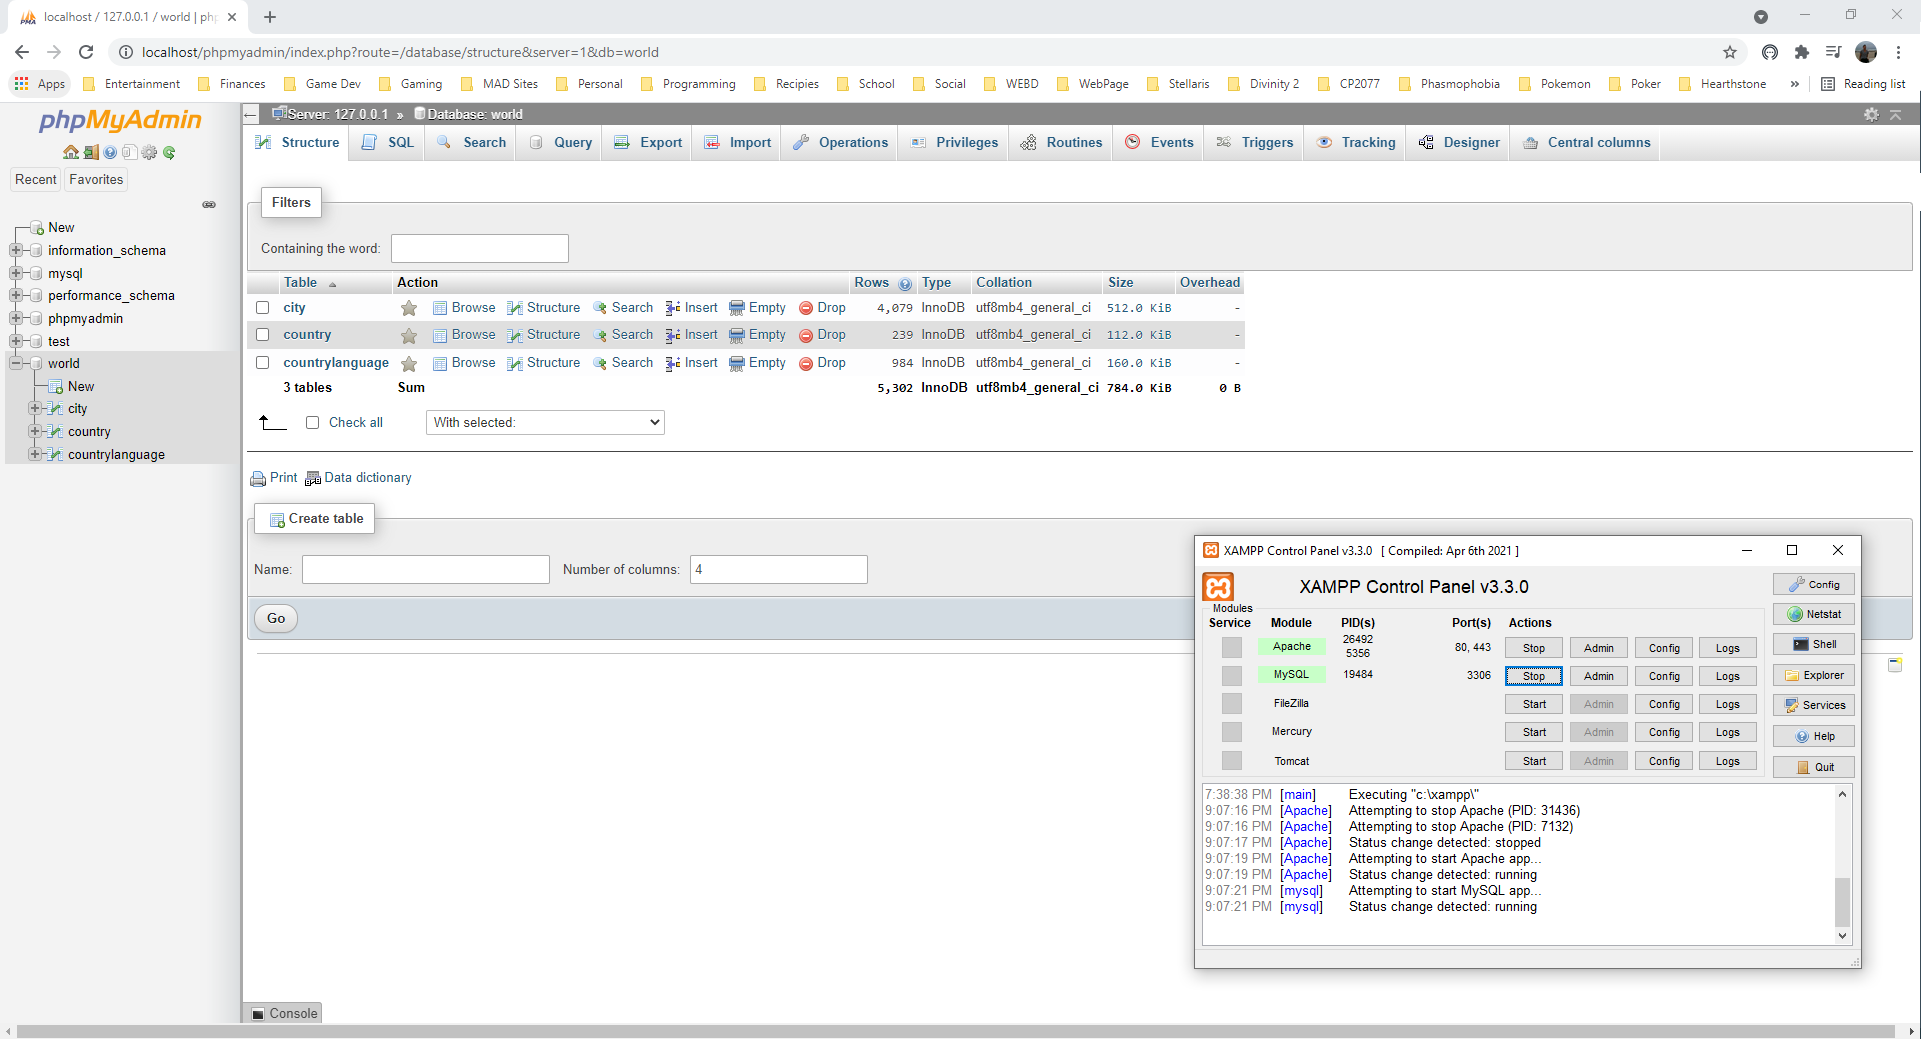 localhost / 127.0.0.1 / world | php
localhost/phpmyadmin/index.php?route=/database/structure&server=1&db=world
Apps Entertainment Finances Game Dev Gaming MAD Sites Personal Programming Recipies School Social WEBD WebPage Stellaris Divinity 2 CP2077 Phasmophobia Pokemon Poker Hearthstone » Reading list
phpMyAdmin
Recent Favorites
New
information_schema
mysql
performance_schema
phpmyadmin
test
world
New
city
country
countrylanguage
Server: 127.0.0.1 » Database: world
Structure SQL Search Query Export Import Operations Privileges Routines Events Triggers Tracking Designer Central columns
Filters
Containing the word:
Table Action Rows Type Collation Size Overhead
city Browse Structure Search Insert Empty Drop 4,079 InnoDB utf8mb4_general_ci 512.0 KiB -
country Browse Structure Search Insert Empty Drop 239 InnoDB utf8mb4_general_ci 112.0 KiB -
countrylanguage Browse Structure Search Insert Empty Drop 984 InnoDB utf8mb4_general_ci 160.0 KiB -
3 tables Sum 5,302 InnoDB utf8mb4_general_ci 784.0 KiB 0 B
Check all With selected:
Print Data dictionary
Create table
Name: Number of columns: 4
Go
Console
XAMPP Control Panel v3.3.0 [ Compiled: Apr 6th 2021 ]
XAMPP Control Panel v3.3.0
Modules
Service Module PID(s) Port(s) Actions
Apache 26492 5356 80, 443 Stop Admin Config Logs
MySQL 19484 3306 Stop Admin Config Logs
FileZilla Start Admin Config Logs
Mercury Start Admin Config Logs
Tomcat Start Admin Config Logs
Config
Netstat
Shell
Explorer
Services
Help
Quit
7:38:38 PM [main] Executing "c:\xampp\"
9:07:16 PM [Apache] Attempting to stop Apache (PID: 31436)
9:07:16 PM [Apache] Attempting to stop Apache (PID: 7132)
9:07:17 PM [Apache] Status change detected: stopped
9:07:19 PM [Apache] Attempting to start Apache app...
9:07:19 PM [Apache] Status change detected: running
9:07:21 PM [mysql] Attempting to start MySQL app...
9:07:21 PM [mysql] Status change detected: running